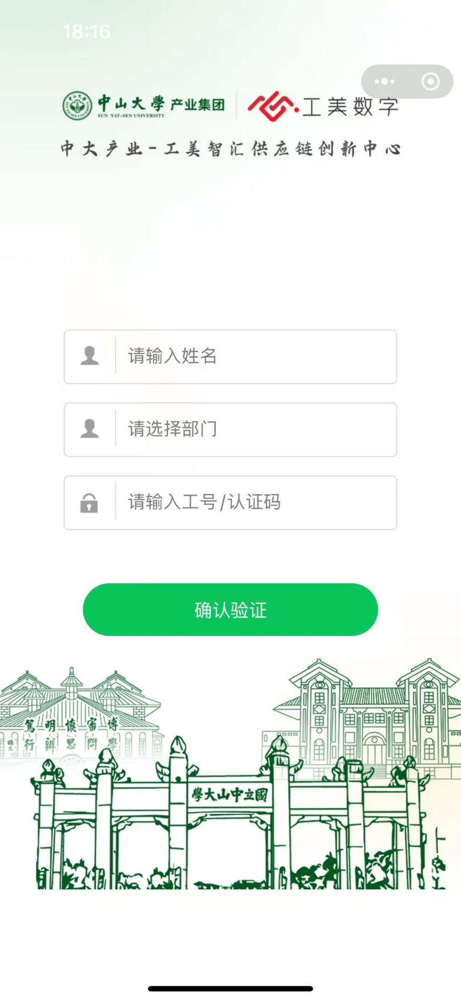 18:16
中山大學 产业集团 工美数字
SUN YAT-SEN UNIVERSITY
中大产业-工美智汇供应链创新中心
请输入姓名
请选择部门
请输入工号/认证码
确认验证
篤 明 慎 審 博
行 辨 思 問 學
學大山中立國